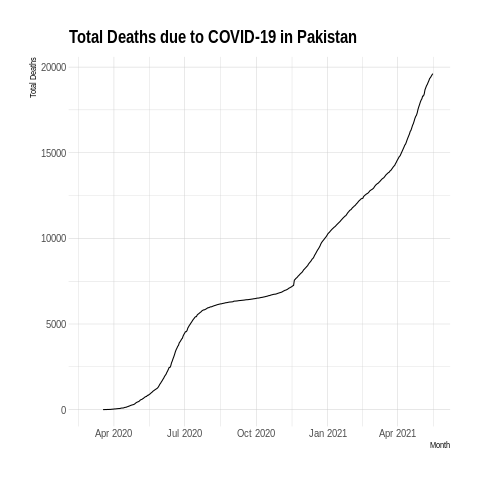 Total Deaths due to COVID-19 in Pakistan
Total Deaths
20000
15000
10000
5000
0
Apr 2020 Jul 2020 Oct 2020 Jan 2021 Apr 2021
Month